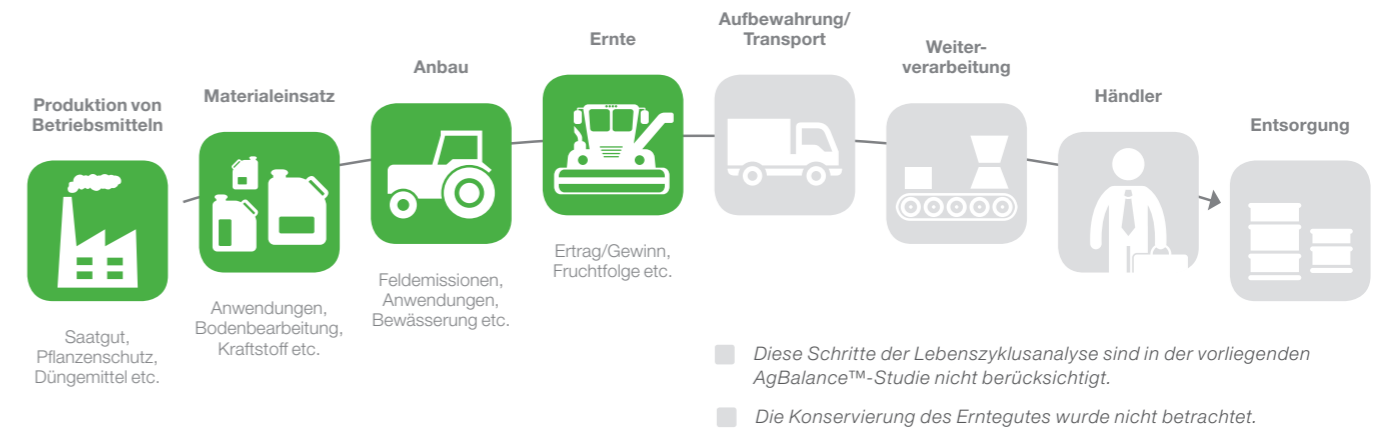 Produktion von
Betriebsmitteln
Saatgut,
Pflanzenschutz,
Düngemittel etc.
Materialeinsatz
Anwendungen,
Bodenbearbeitung,
Kraftstoff etc.
Anbau
Feldemissionen,
Anwendungen,
Bewässerung etc.
Ernte
Ertrag/Gewinn,
Fruchtfolge etc.
Aufbewahrung/
Transport
Weiter-
verarbeitung
Händler
Entsorgung
Diese Schritte der Lebenszyklusanalyse sind in der vorliegenden
AgBalance™-Studie nicht berücksichtigt.
Die Konservierung des Erntegutes wurde nicht betrachtet.